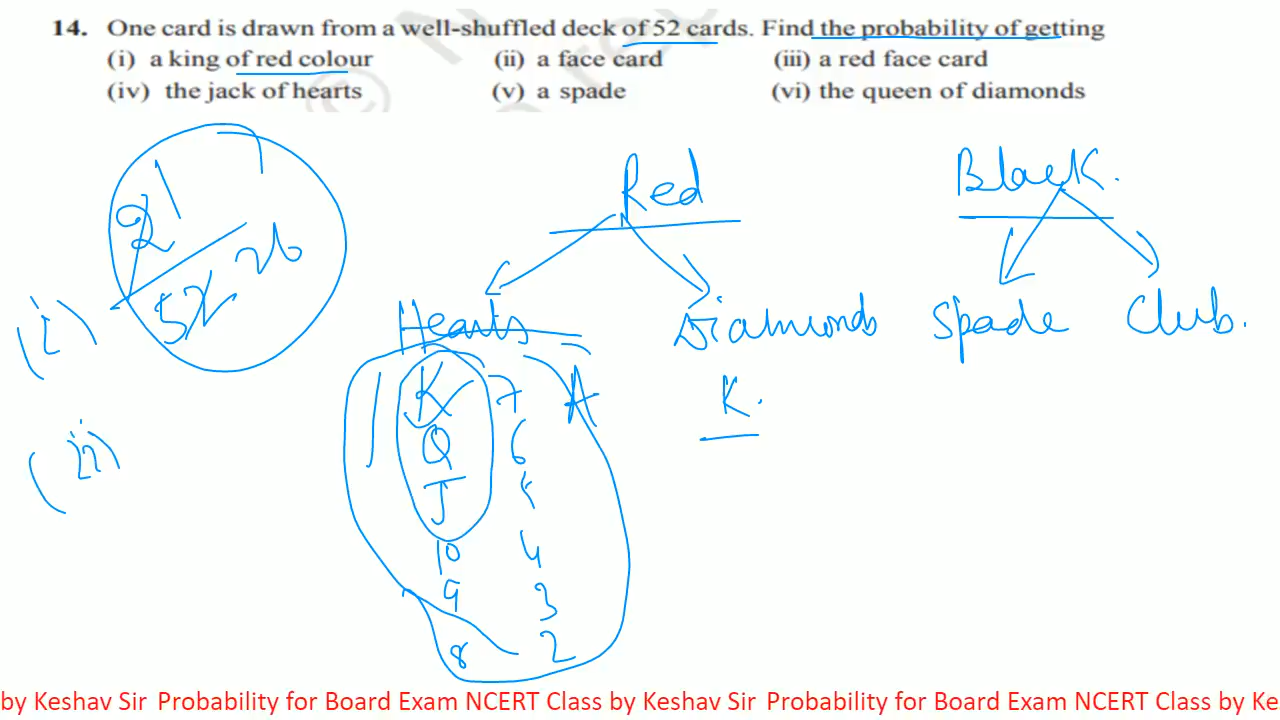 14. One card is drawn from a well-shuffled deck of 52 cards. Find the probability of getting
(i) a king of red colour (ii) a face card (iii) a red face card
(iv) the jack of hearts (v) a spade (vi) the queen of diamonds
Red Black.
2 1
52 26
(i)
Hearts Diamonds Spade Club.
K 7 A K.
(ii)
Q 6
J 5
10 4
9 3
8 2
by Keshav Sir Probability for Board Exam NCERT Class by Keshav Sir Probability for Board Exam NCERT Class by Ke